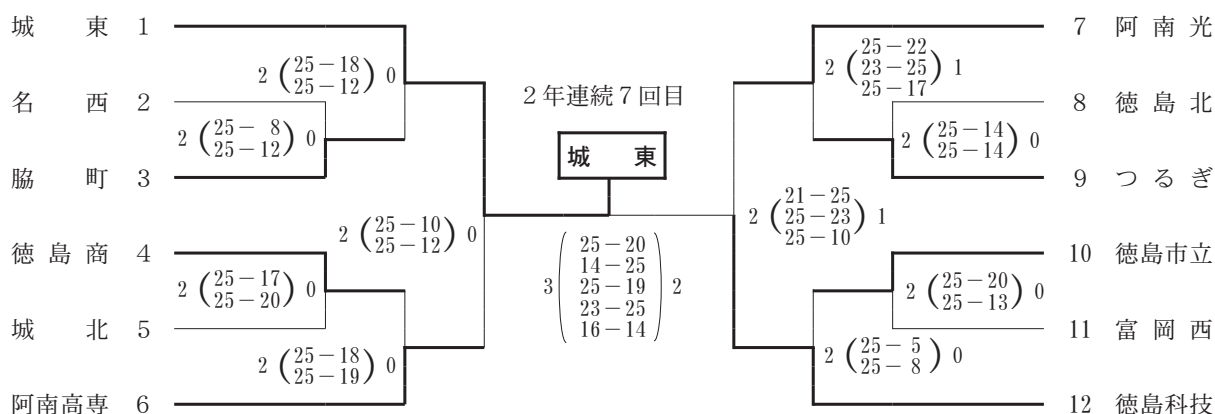 城東 1
2 (25-18 25-12) 0
名西 2
2 (25-8 25-12) 0
脇町 3
2 (25-10 25-12) 0
徳島商 4
2 (25-17 25-20) 0
城北 5
2 (25-18 25-19) 0
阿南高専 6
2年連続7回目
城東
3 (25-20 14-25 25-19 23-25 16-14) 2
7 阿南光
2 (25-22 23-25 25-17) 1
8 徳島北
2 (25-14 25-14) 0
9 つるぎ
2 (21-25 25-23 25-10) 1
10 徳島市立
2 (25-20 25-13) 0
11 富岡西
2 (25-5 25-8) 0
12 徳島科技